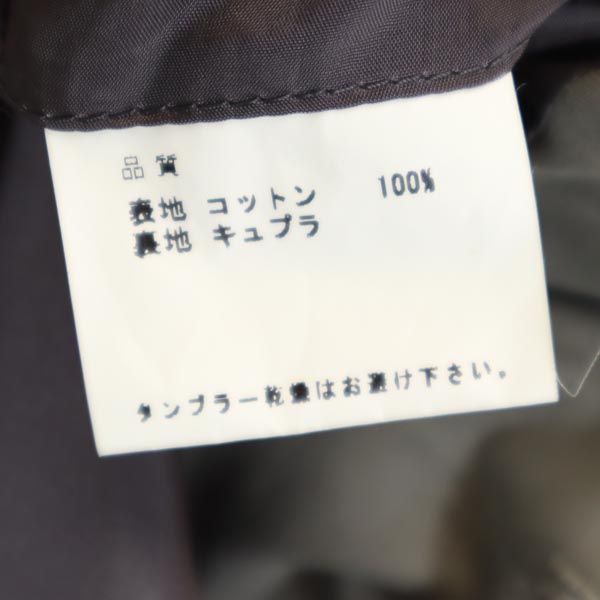 品質
表地 コットン 100%
裏地 キュプラ
タンブラー乾燥はお避け下さい。